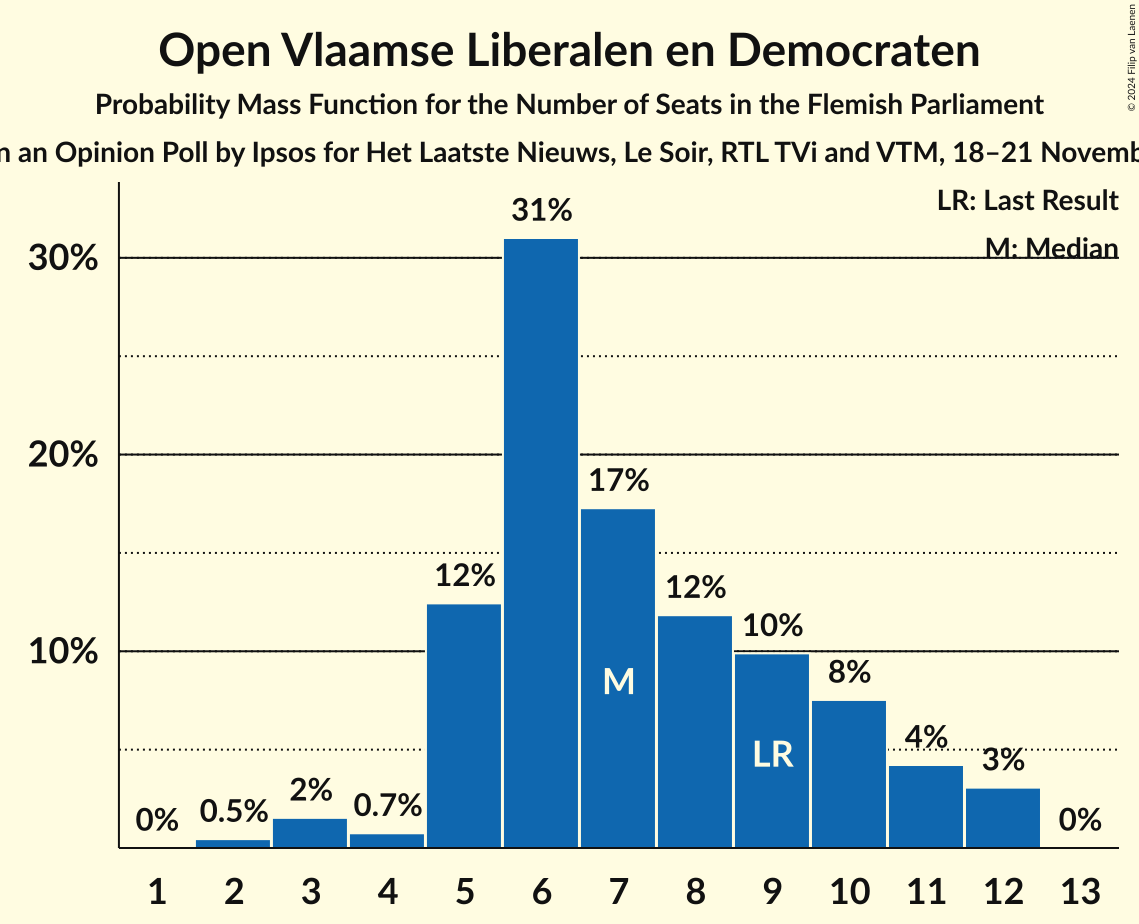 Open Vlaamse Liberalen en Democraten
Probability Mass Function for the Number of Seats in the Flemish Parliament
an Opinion Poll by Ipsos for Het Laatste Nieuws, Le Soir, RTL TVi and VTM, 18–21
© 2024 Filip van Laenen
LR: Last Result
M: Median
31%
30%
20%
17%
12%
12%
10%
10%
8%
M
LR
4%
3%
2%
0.7%
0.5%
0%
0%
1 2 3 4 5 6 7 8 9 10 11 12 13